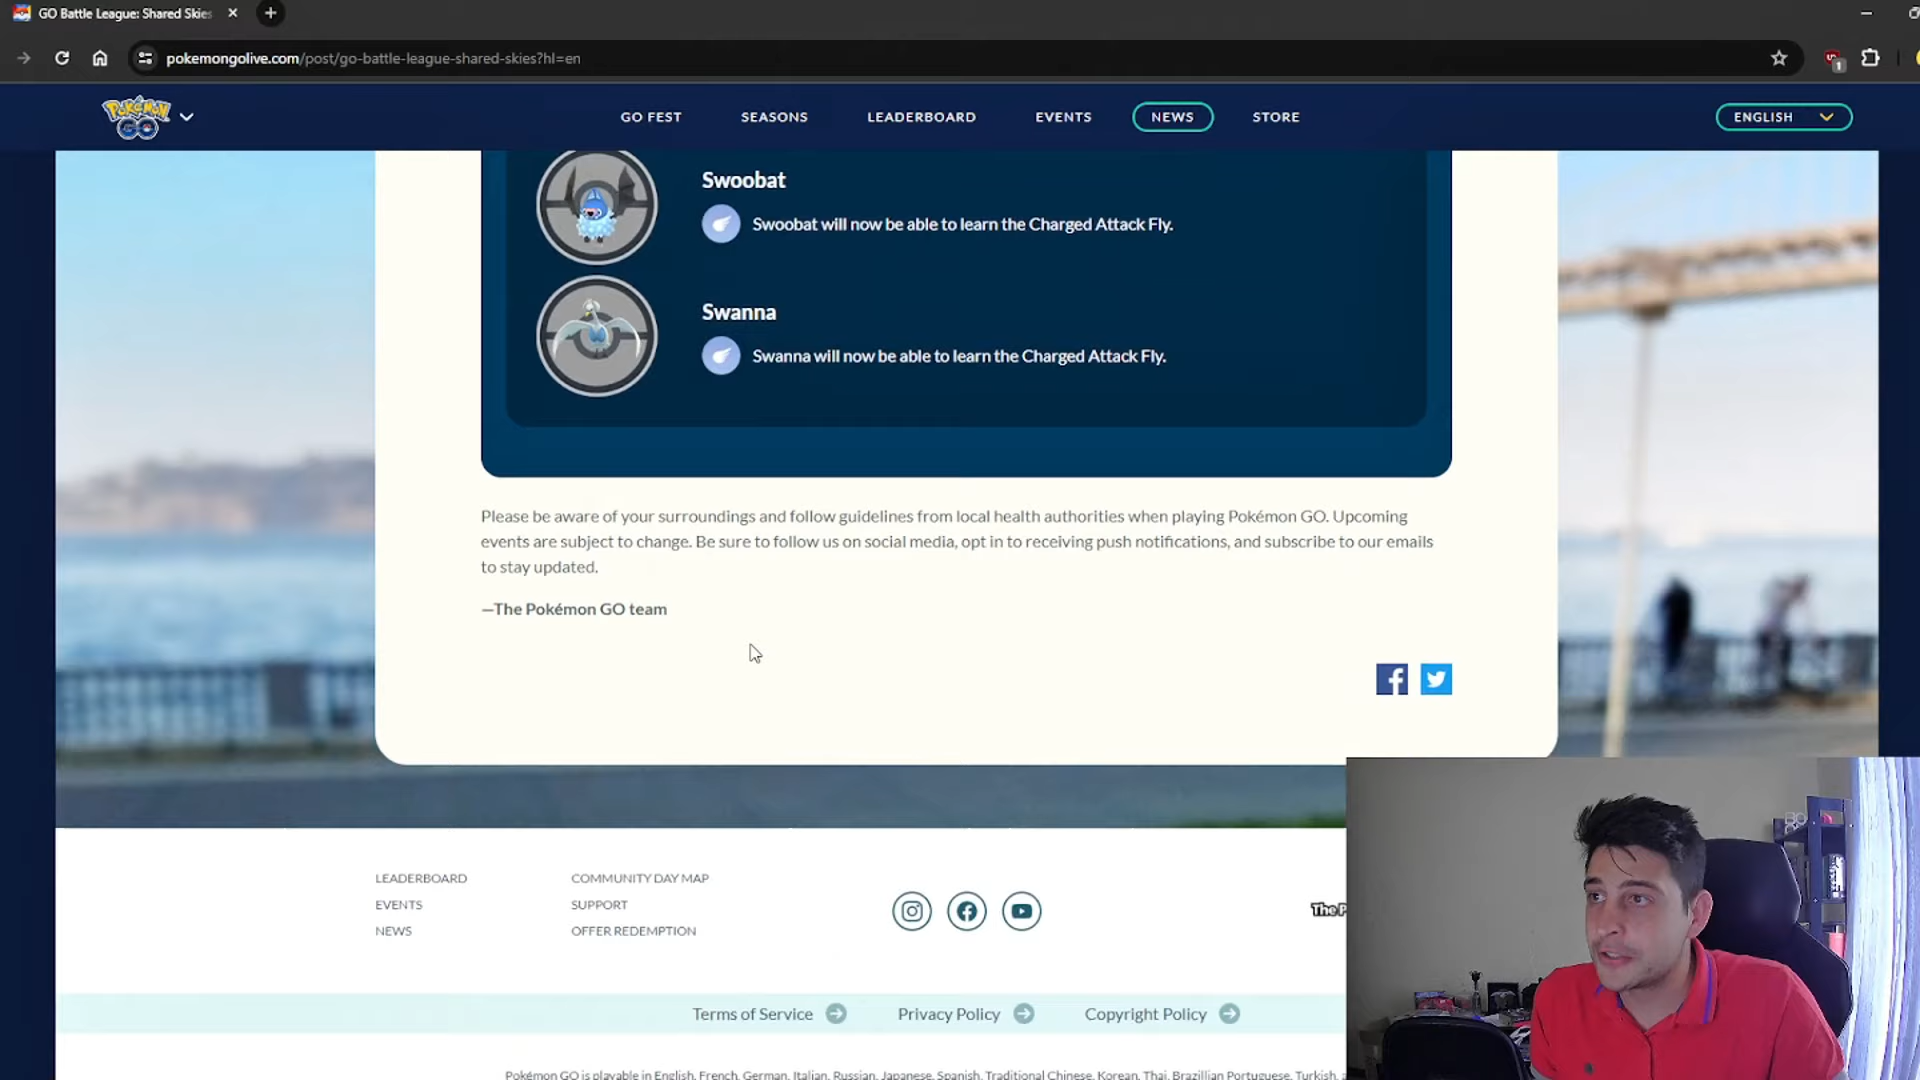 GO Battle League: Shared Skies
pokemongolive.com/post/go-battle-league-shared-skies?hl=en
1
POKÉMON GO
GO FEST
SEASONS
LEADERBOARD
EVENTS
NEWS
STORE
ENGLISH
Swoobat
Swoobat will now be able to learn the Charged Attack Fly.
Swanna
Swanna will now be able to learn the Charged Attack Fly.
Please be aware of your surroundings and follow guidelines from local health authorities when playing Pokémon GO. Upcoming
events are subject to change. Be sure to follow us on social media, opt in to receiving push notifications, and subscribe to our emails
to stay updated.
—The Pokémon GO team
LEADERBOARD
EVENTS
NEWS
COMMUNITY DAY MAP
SUPPORT
OFFER REDEMPTION
The P
Terms of Service
Privacy Policy
Copyright Policy
Pokémon GO is playable in English, French, German, Italian, Russian, Japanese, Spanish, Traditional Chinese, Korean, Thai, Brazillian Portuguese, Turkish,